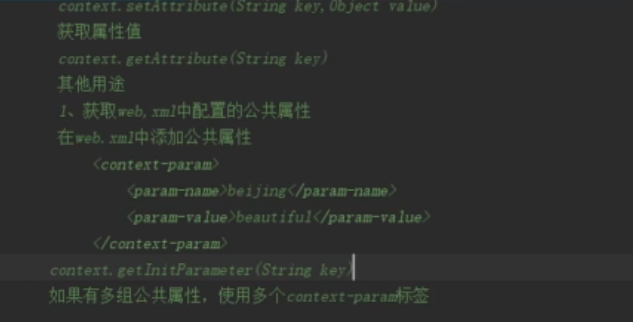 context.setAttribute(String key,Object value)
获取属性值
context.getAttribute(String key)
其他用途
1、获取web,xml中配置的公共属性
在web.xml中添加公共属性
<context-param>
<param-name>beijing</param-name>
<param-value>beautiful</param-value>
</context-param>
context.getInitParameter(String key)
如果有多组公共属性，使用多个context-param标签